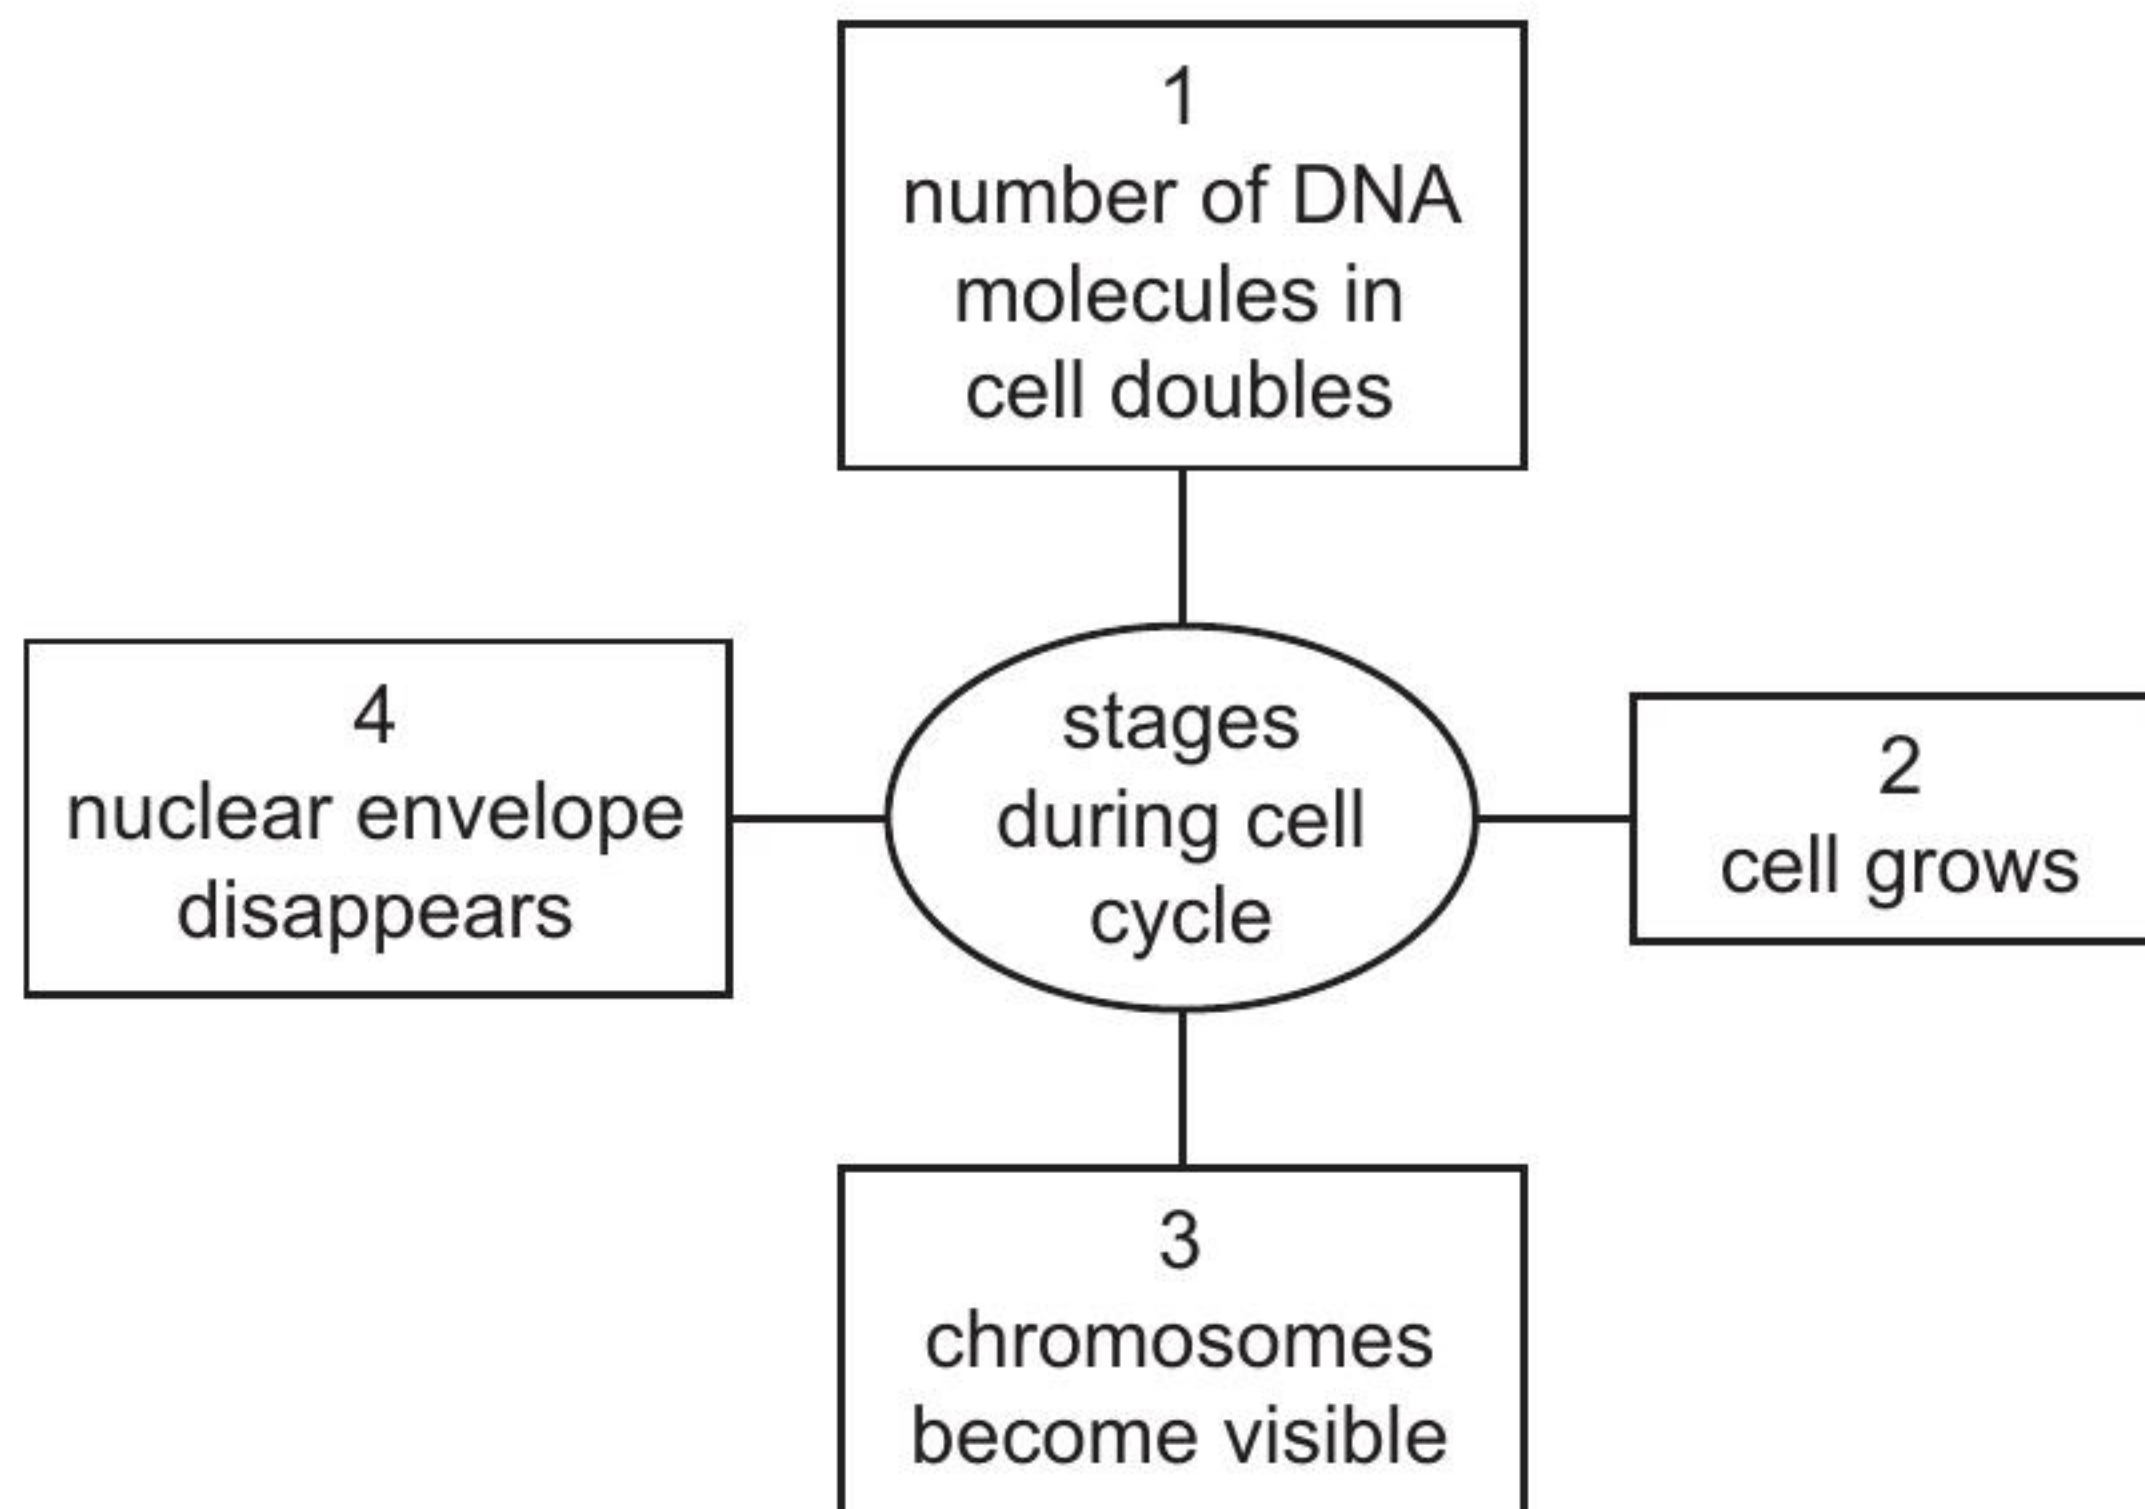 1
number of DNA
molecules in
cell doubles
4
nuclear envelope
disappears
stages
during cell
cycle
2
cell grows
3
chromosomes
become visible